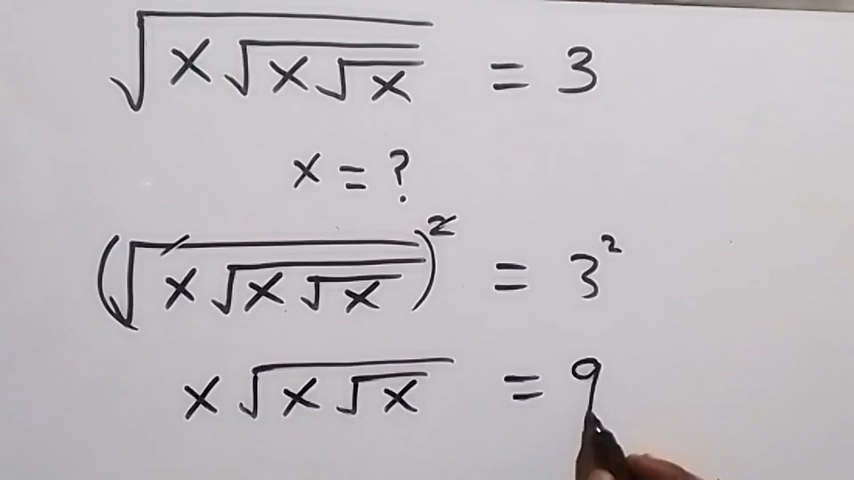 √(x√(x√x)) = 3
x = ?
(√(x√(x√x)))² = 3²
x√(x√x) = 9